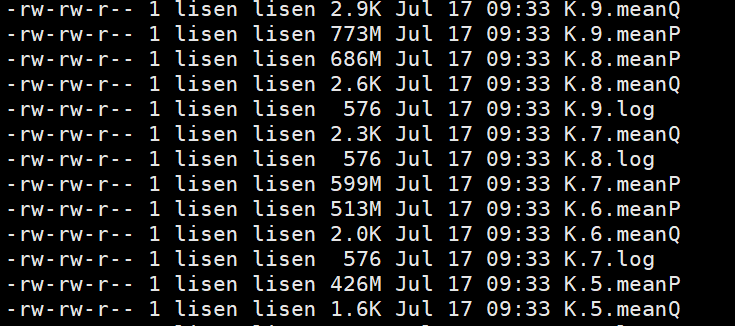 -rw-rw-r-- 1 lisen lisen 2.9K Jul 17 09:33 K.9.meanQ
-rw-rw-r-- 1 lisen lisen 773M Jul 17 09:33 K.9.meanP
-rw-rw-r-- 1 lisen lisen 686M Jul 17 09:33 K.8.meanP
-rw-rw-r-- 1 lisen lisen 2.6K Jul 17 09:33 K.8.meanQ
-rw-rw-r-- 1 lisen lisen  576 Jul 17 09:33 K.9.log
-rw-rw-r-- 1 lisen lisen 2.3K Jul 17 09:33 K.7.meanQ
-rw-rw-r-- 1 lisen lisen  576 Jul 17 09:33 K.8.log
-rw-rw-r-- 1 lisen lisen 599M Jul 17 09:33 K.7.meanP
-rw-rw-r-- 1 lisen lisen 513M Jul 17 09:33 K.6.meanP
-rw-rw-r-- 1 lisen lisen 2.0K Jul 17 09:33 K.6.meanQ
-rw-rw-r-- 1 lisen lisen  576 Jul 17 09:33 K.7.log
-rw-rw-r-- 1 lisen lisen 426M Jul 17 09:33 K.5.meanP
-rw-rw-r-- 1 lisen lisen 1.6K Jul 17 09:33 K.5.meanQ